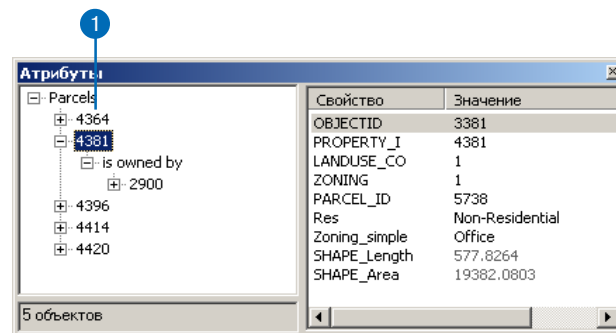 1
Атрибуты
Parcels
4364
4381
is owned by
2900
4396
4414
4420
5 объектов
Свойство Значение
OBJECTID 3381
PROPERTY_I 4381
LANDUSE_CO 1
ZONING 1
PARCEL_ID 5738
Res Non-Residential
Zoning_simple Office
SHAPE_Length 577.8264
SHAPE_Area 19382.0803